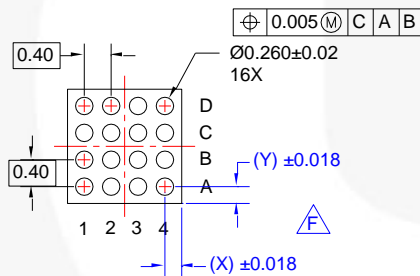 ⌖ 0.005 Ⓜ C A B
0.40
Ø0.260±0.02
16X
D
C
B
A
0.40
(Y) ±0.018
F
1 2 3 4
(X) ±0.018